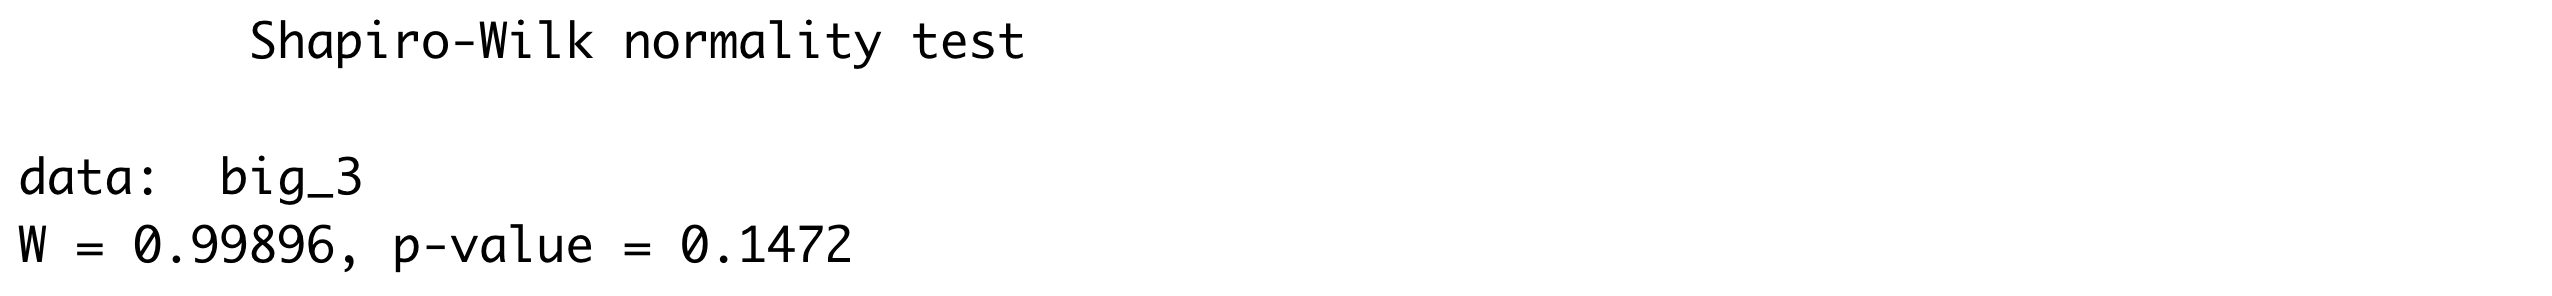 Shapiro-Wilk normality test
data:  big_3
W = 0.99896, p-value = 0.1472